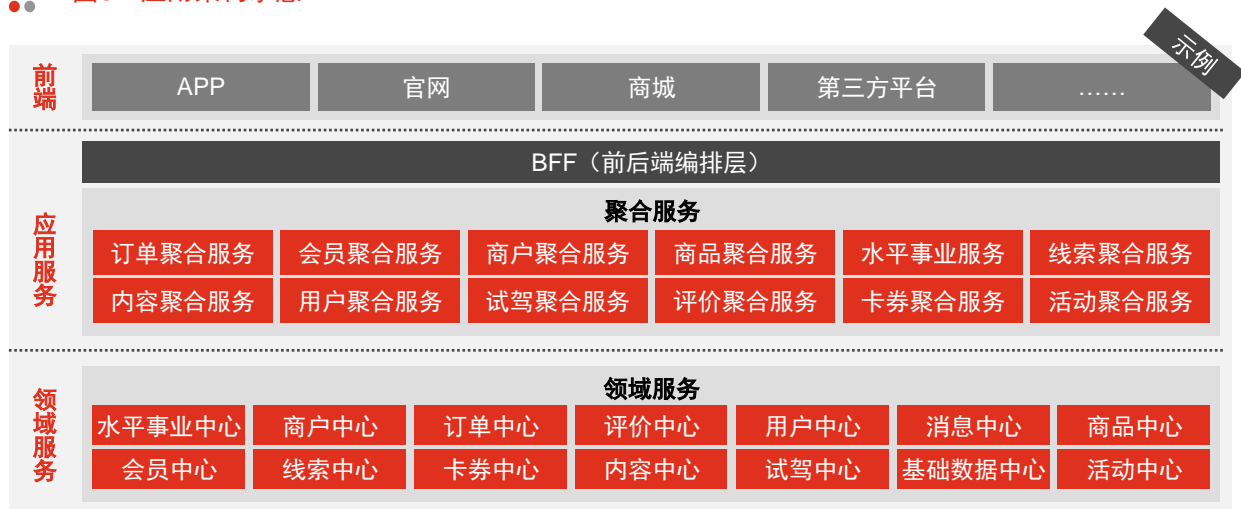 示例
前端
APP
官网
商城
第三方平台
……
应用服务
BFF（前后端编排层）
聚合服务
订单聚合服务
会员聚合服务
商户聚合服务
商品聚合服务
水平事业服务
线索聚合服务
内容聚合服务
用户聚合服务
试驾聚合服务
评价聚合服务
卡券聚合服务
活动聚合服务
领域服务
领域服务
水平事业中心
商户中心
订单中心
评价中心
用户中心
消息中心
商品中心
会员中心
线索中心
卡券中心
内容中心
试驾中心
基础数据中心
活动中心